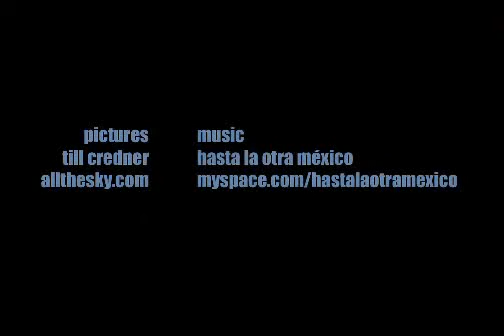 pictures
till credner
allthesky.com
music
hasta la otra méxico
myspace.com/hastalaotramexico